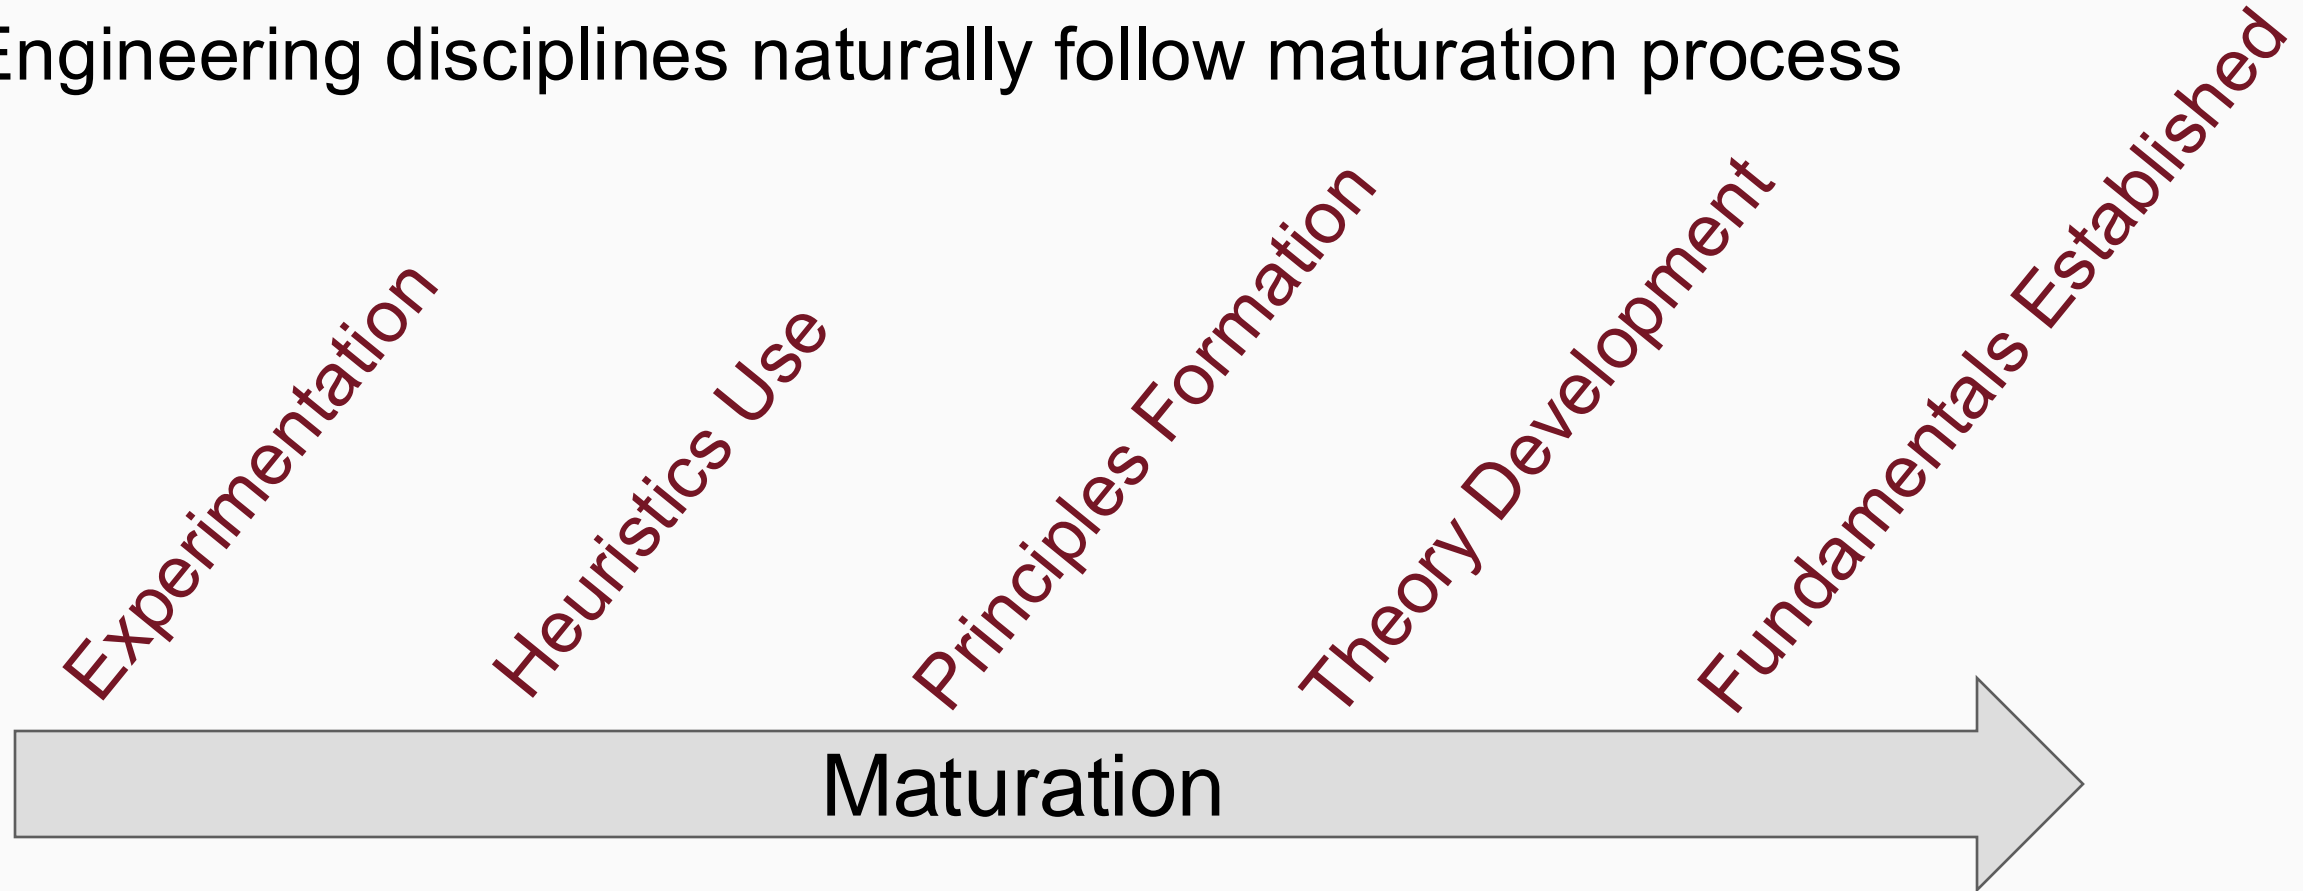 Engineering disciplines naturally follow maturation process
Experimentation
Heuristics Use
Principles Formation
Theory Development
Fundamentals Established
Maturation